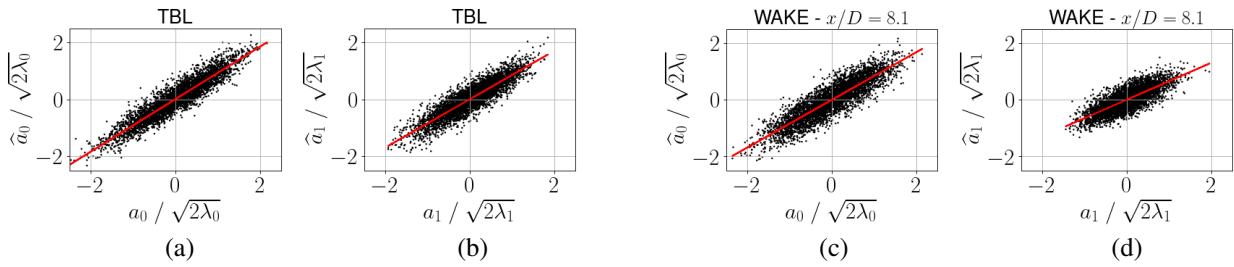 TBL
2
0
−2
â₀ / √2λ₀
−2 0 2
a₀ / √2λ₀
(a)
TBL
2
0
−2
â₁ / √2λ₁
−2 0 2
a₁ / √2λ₁
(b)
WAKE - x/D = 8.1
2
0
−2
â₀ / √2λ₀
−2 0 2
a₀ / √2λ₀
(c)
WAKE - x/D = 8.1
2
0
−2
â₁ / √2λ₁
−2 0 2
a₁ / √2λ₁
(d)